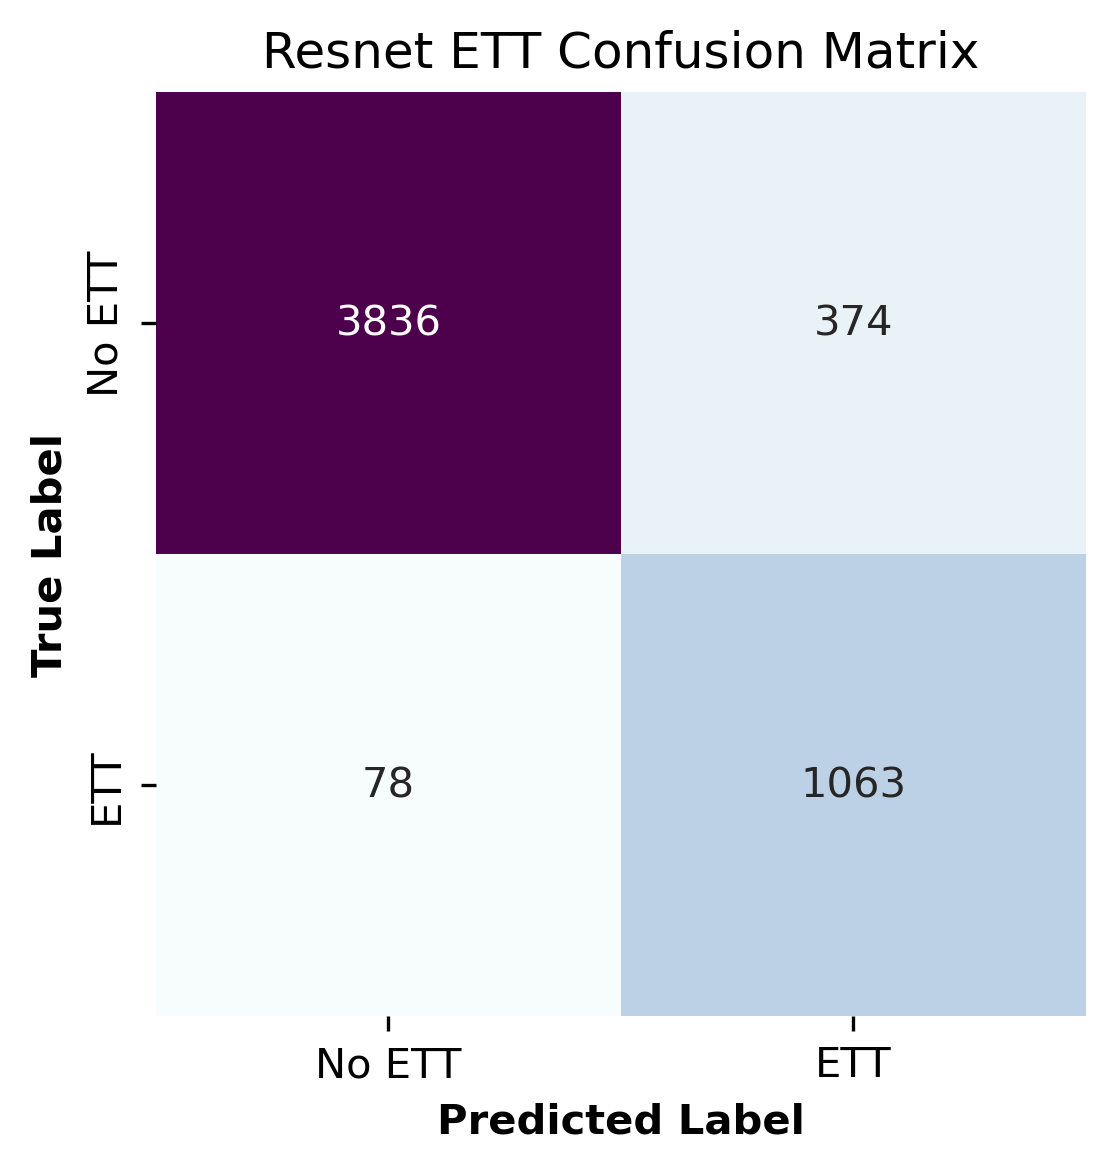 Resnet ETT Confusion Matrix
True Label
No ETT
3836
374
ETT
78
1063
No ETT
ETT
Predicted Label